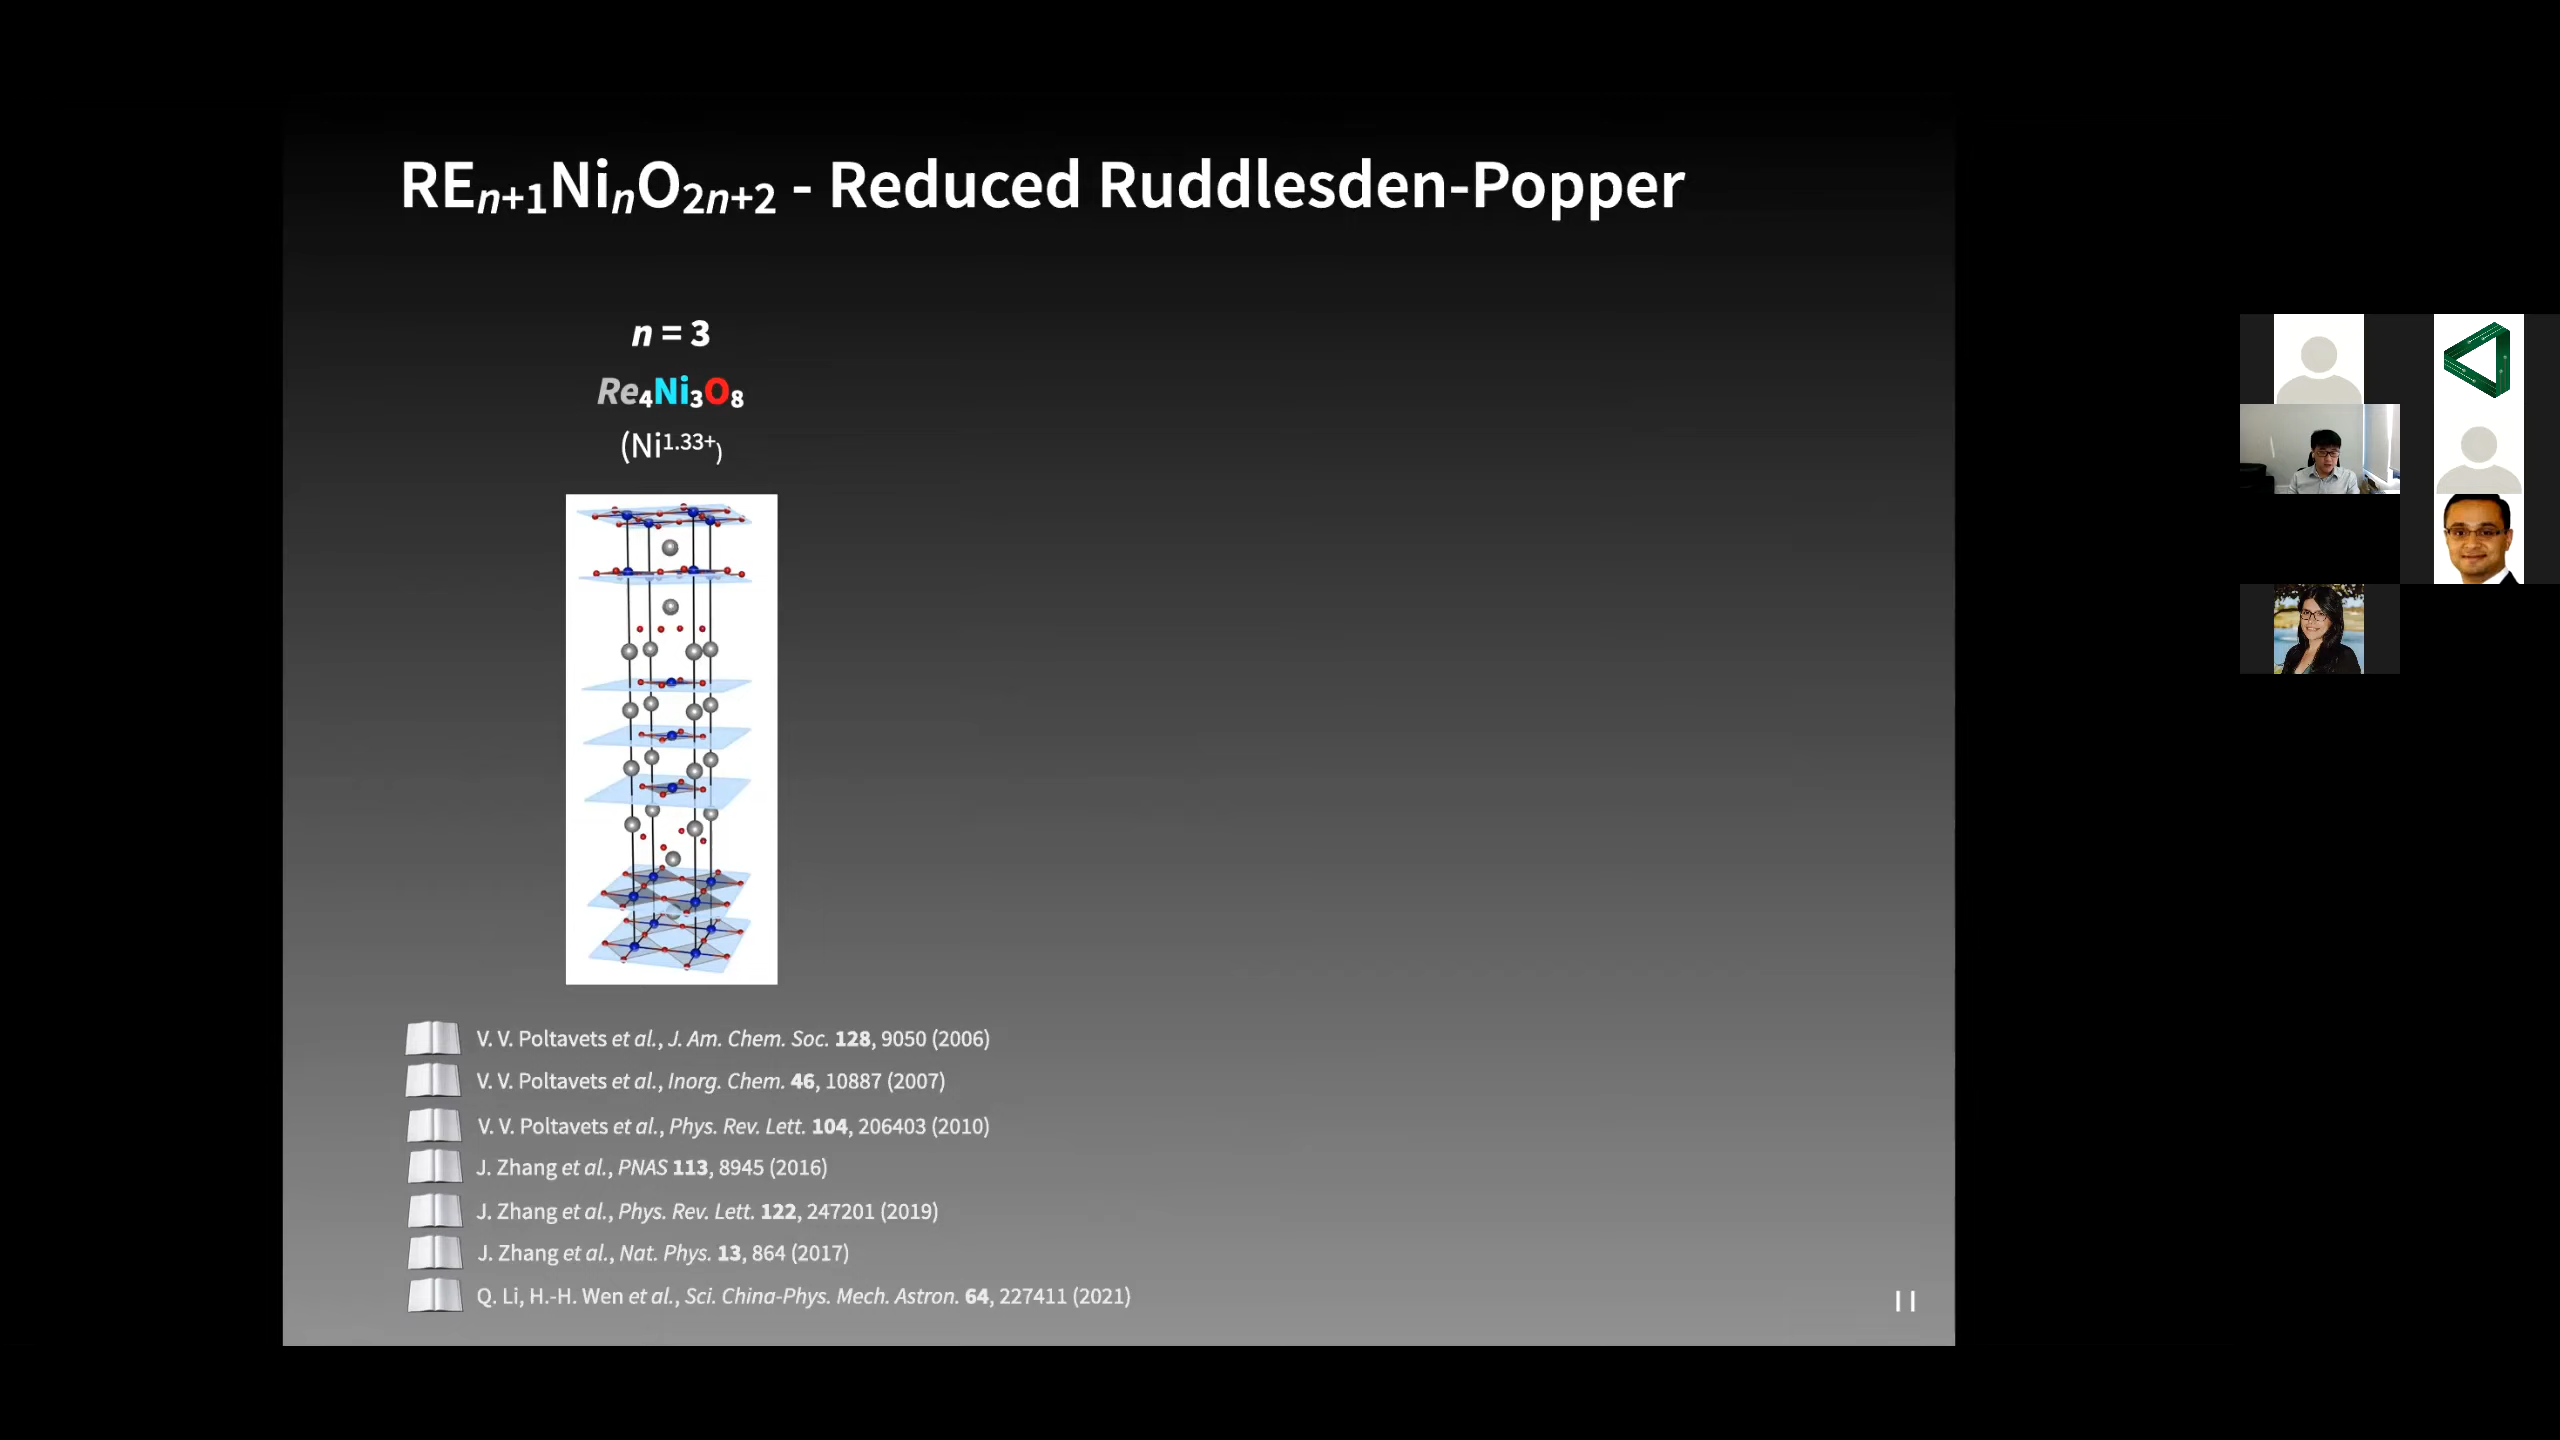 REn+1NinO2n+2 - Reduced Ruddlesden-Popper
n = 3
Re4Ni3O8
(Ni1.33+)
V. V. Poltavets et al., J. Am. Chem. Soc. 128, 9050 (2006)
V. V. Poltavets et al., Inorg. Chem. 46, 10887 (2007)
V. V. Poltavets et al., Phys. Rev. Lett. 104, 206403 (2010)
J. Zhang et al., PNAS 113, 8945 (2016)
J. Zhang et al., Phys. Rev. Lett. 122, 247201 (2019)
J. Zhang et al., Nat. Phys. 13, 864 (2017)
Q. Li, H.-H. Wen et al., Sci. China-Phys. Mech. Astron. 64, 227411 (2021)
11